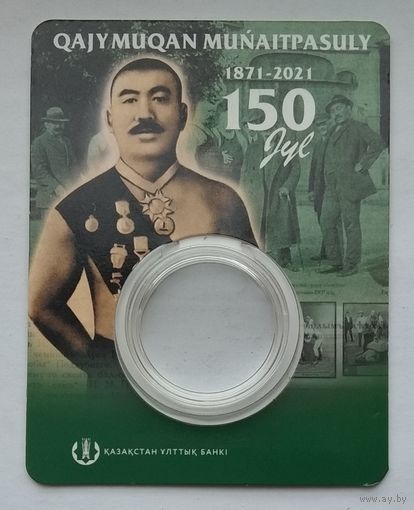 QAJYMUQAN MUŃAITPASULY
1871-2021
150
Jyl
ҚАЗАҚСТАН ҰЛТТЫҚ БАНКІ
www.ay.by